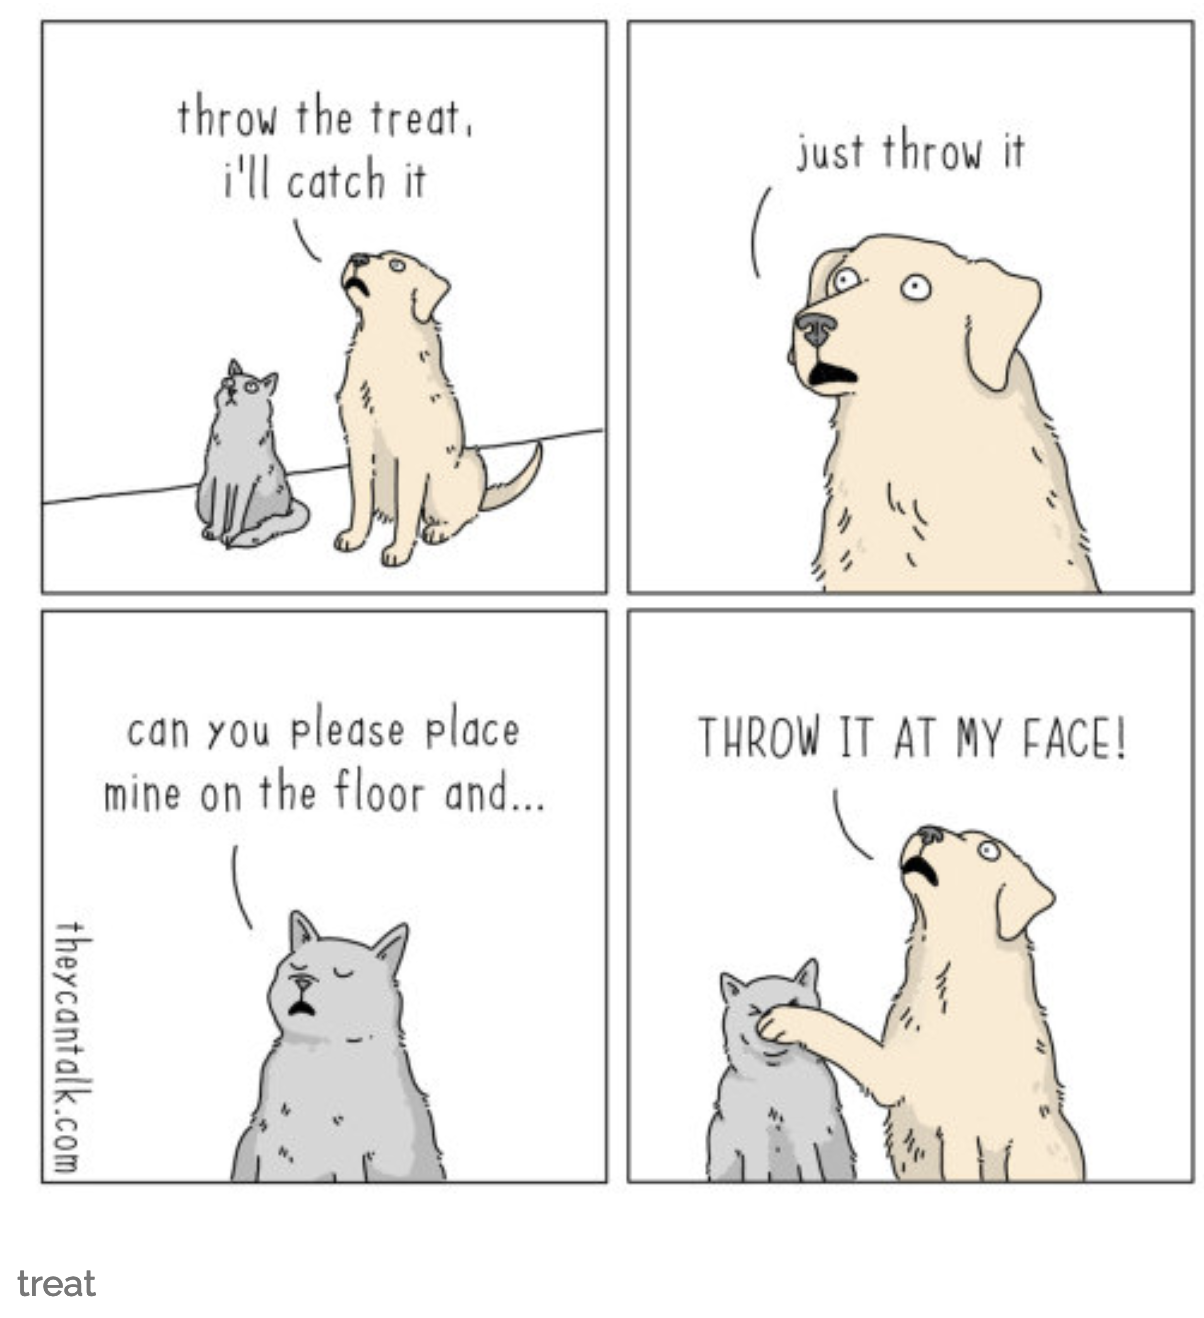 throw the treat,
i'll catch it
just throw it
can you please place
mine on the floor and...
THROW IT AT MY FACE!
theycantalk.com
treat